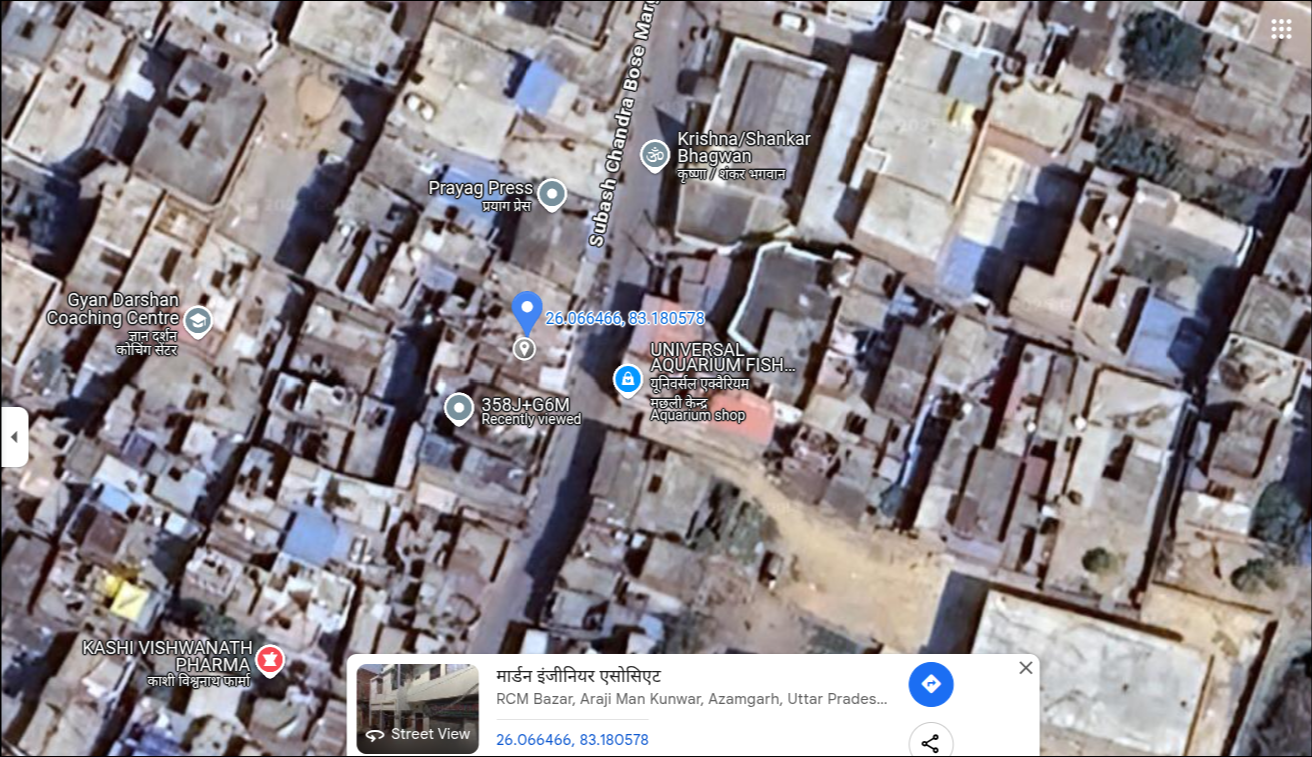 Subash Chandra Bose Marg
Krishna/Shankar
Bhagwan
कृष्णा / शंकर भगवान
Prayag Press
प्रयाग प्रेस
Gyan Darshan
Coaching Centre
ज्ञान दर्शन
कोचिंग सेंटर
26.066466, 83.180578
UNIVERSAL
AQUARIUM FISH...
यूनिवर्सल एक्वैरियम
मछली केन्द्र
Aquarium shop
358J+G6M
Recently viewed
KASHI VISHWANATH
PHARMA
काशी विश्वनाथ फार्मा
मार्डन इंजीनियर एसोसिएट
RCM Bazar, Araji Man Kunwar, Azamgarh, Uttar Prades...
Street View
26.066466, 83.180578